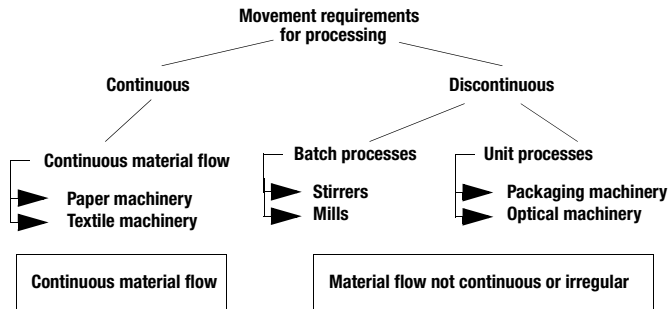 Movement requirements
for processing
Continuous
Discontinuous
Continuous material flow
Batch processes
Unit processes
Paper machinery
Textile machinery
Stirrers
Mills
Packaging machinery
Optical machinery
Continuous material flow
Material flow not continuous or irregular